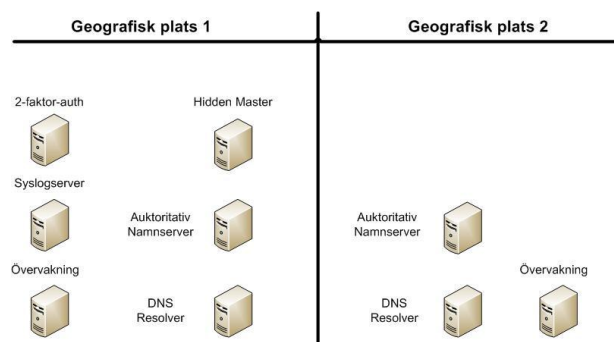 Geografisk plats 1
Geografisk plats 2
2-faktor-auth
Hidden Master
Syslogserver
Auktoritativ
Namnserver
Auktoritativ
Namnserver
Övervakning
DNS
Resolver
DNS
Resolver
Övervakning